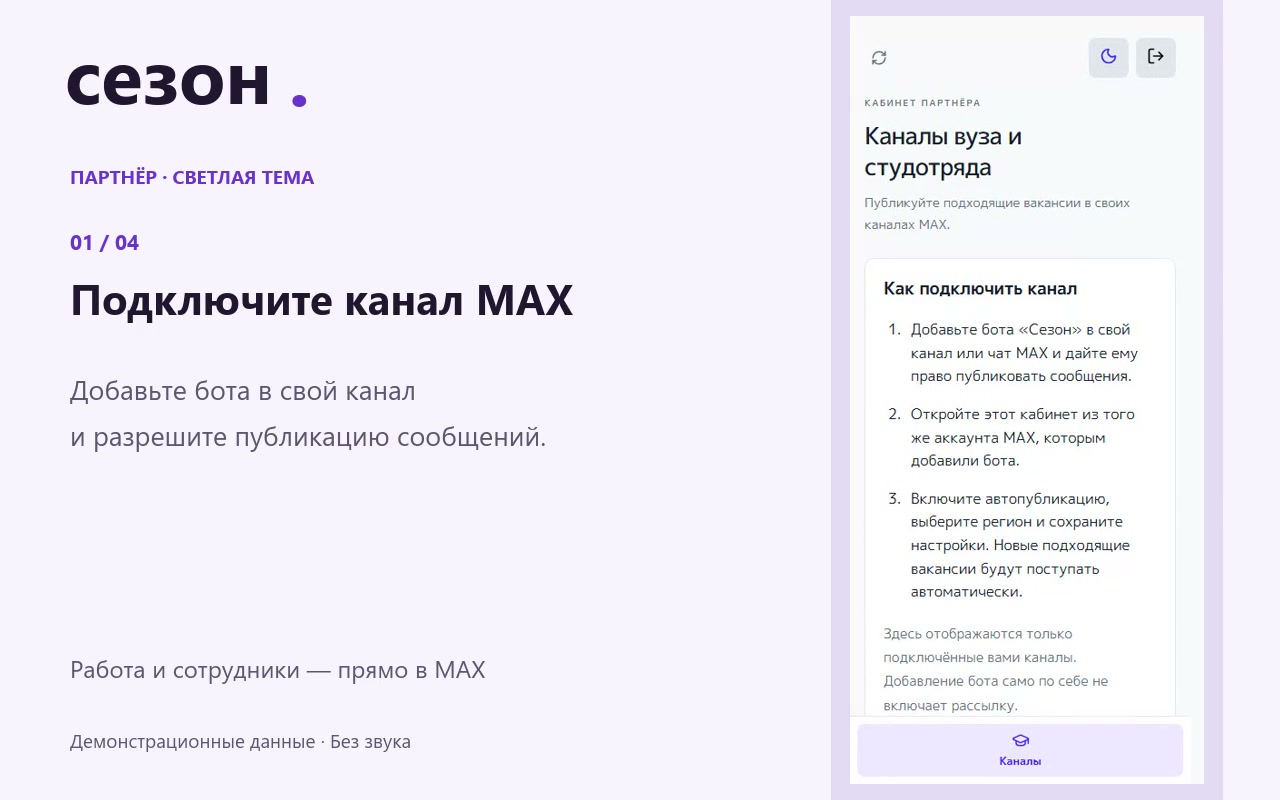 сезон .
ПАРТНЁР · СВЕТЛАЯ ТЕМА
01 / 04
Подключите канал MAX
Добавьте бота в свой канал
и разрешите публикацию сообщений.
Работа и сотрудники — прямо в MAX
Демонстрационные данные · Без звука
КАБИНЕТ ПАРТНЁРА
Каналы вуза и
студотряда
Публикуйте подходящие вакансии в своих
каналах MAX.
Как подключить канал
1. Добавьте бота «Сезон» в свой
канал или чат MAX и дайте ему
право публиковать сообщения.
2. Откройте этот кабинет из того
же аккаунта MAX, которым
добавили бота.
3. Включите автопубликацию,
выберите регион и сохраните
настройки. Новые подходящие
вакансии будут поступать
автоматически.
Здесь отображаются только
подключённые вами каналы.
Добавление бота само по себе не
включает рассылку.
Каналы